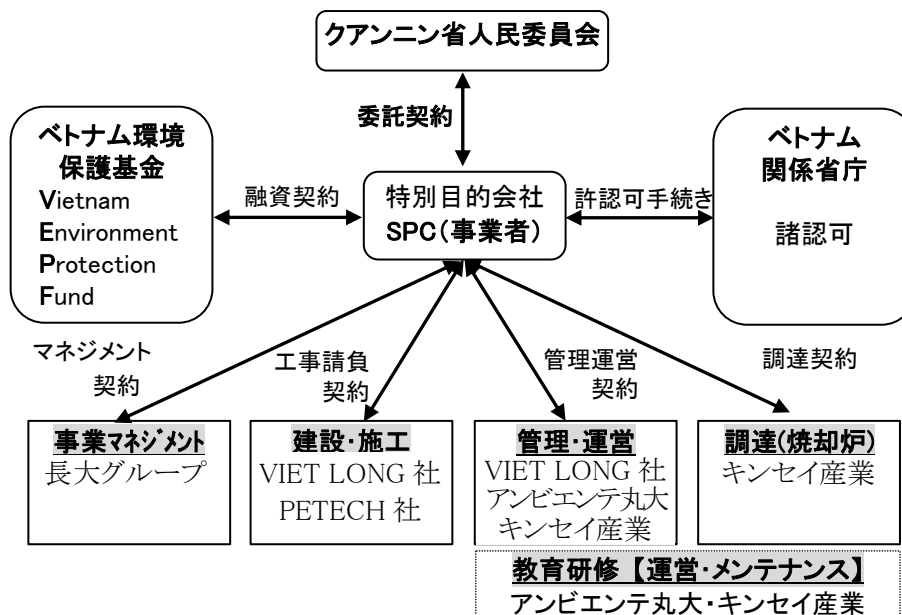 クアンニン省人民委員会
委託契約
ベトナム環境
保護基金
Vietnam
Environment
Protection
Fund
融資契約
特別目的会社
SPC(事業者)
許認可手続き
ベトナム
関係省庁
諸認可
マネジメント
契約
工事請負
契約
管理運営
契約
調達契約
事業マネジメント
長大グループ
建設・施工
VIET LONG 社
PETECH 社
管理・運営
VIET LONG 社
アンビエンテ丸大
キンセイ産業
調達(焼却炉)
キンセイ産業
教育研修【運営・メンテナンス】
アンビエンテ丸大・キンセイ産業